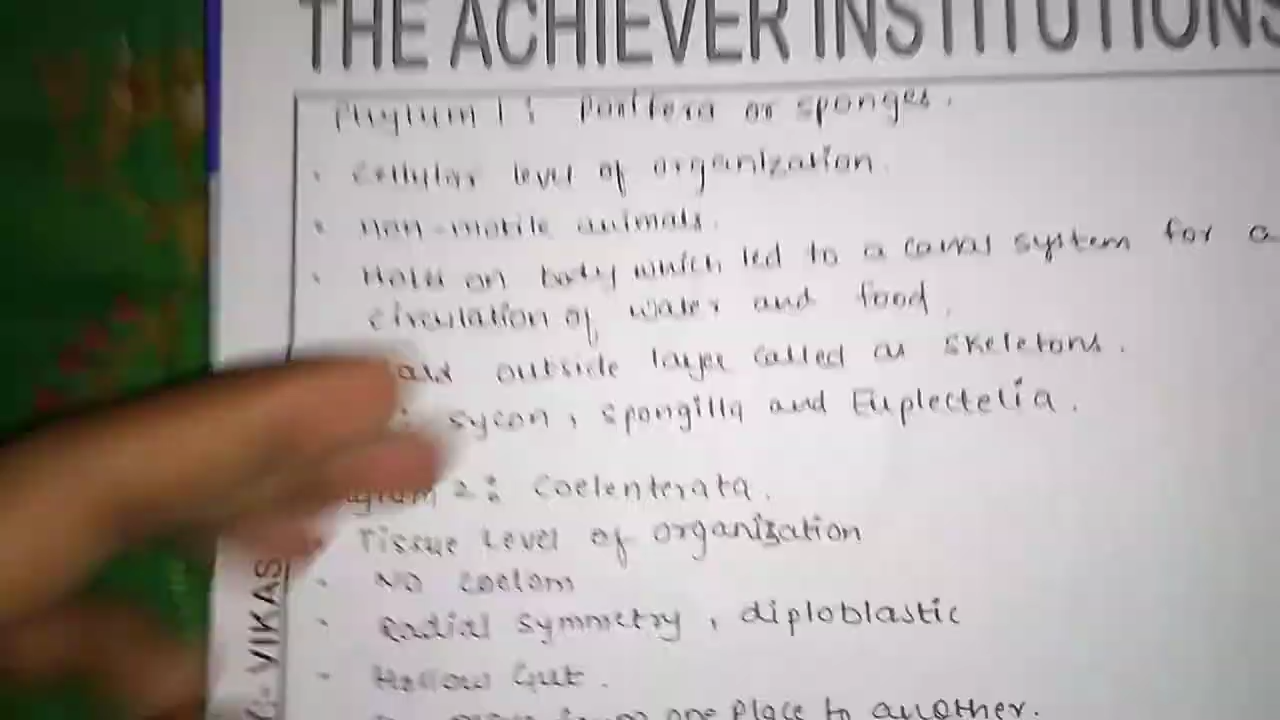 THE ACHIEVER INSTITUTIONS
Phylum 1 : Porifera or sponges.
• Cellular level of organization.
• Non-motile animals.
• Holes on body which led to a canal system for
circulation of water and food.
outside layer called as skeletons.
: sycon, spongilla and Euplectelia.
2 : Coelenterata.
Tissue Level of organization
• NO coelom
• Radial symmetry, diploblastic
- Hollow Gut.
one place to another.
:- VIKAS